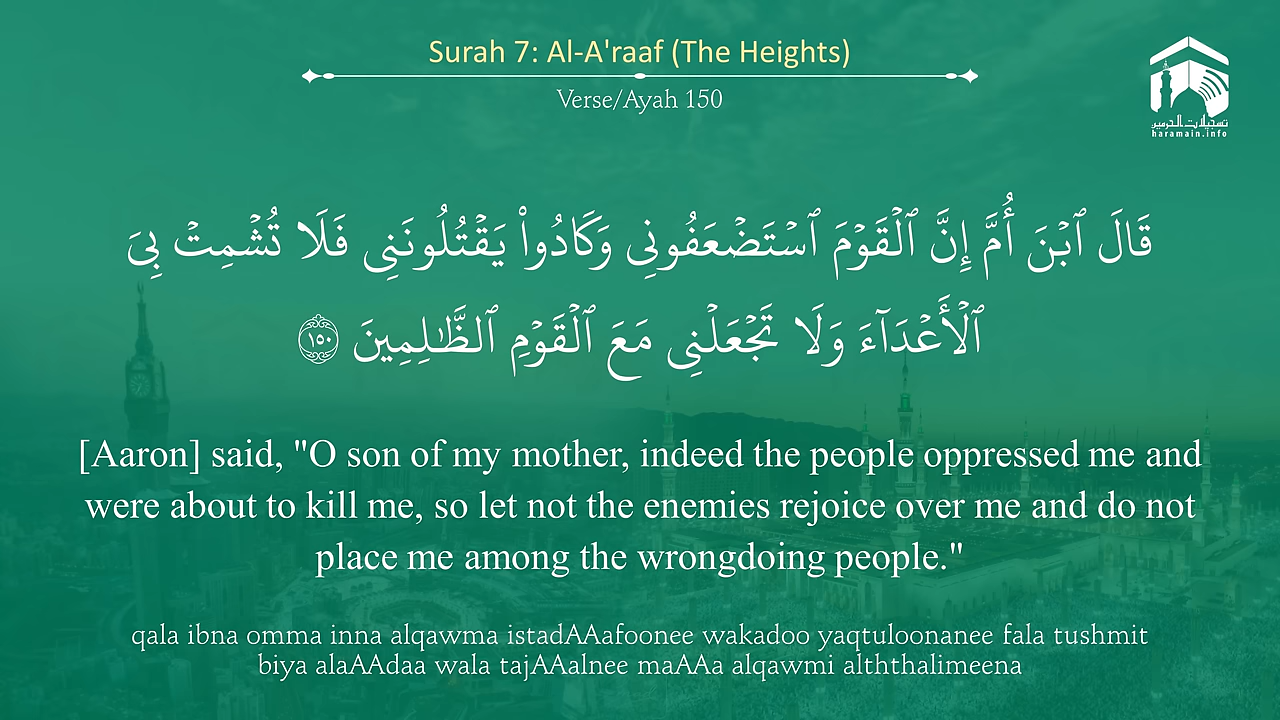 Surah 7: Al-A'raaf (The Heights)
Verse/Ayah 150
تسجيلات الحرمين
haramain.info
قَالَ ٱبۡنَ أُمَّ إِنَّ ٱلۡقَوۡمَ ٱسۡتَضۡعَفُونِى وَكَادُوا۟ يَقۡتُلُونَنِى فَلَا تُشۡمِتۡ بِىَ
ٱلۡأَعۡدَآءَ وَلَا تَجۡعَلۡنِى مَعَ ٱلۡقَوۡمِ ٱلظَّـٰلِمِينَ ١٥٠
[Aaron] said, "O son of my mother, indeed the people oppressed me and
were about to kill me, so let not the enemies rejoice over me and do not
place me among the wrongdoing people."
qala ibna omma inna alqawma istadAAafoonee wakadoo yaqtuloonanee fala tushmit
biya alaAAdaa wala tajAAalnee maAAa alqawmi alththalimeena